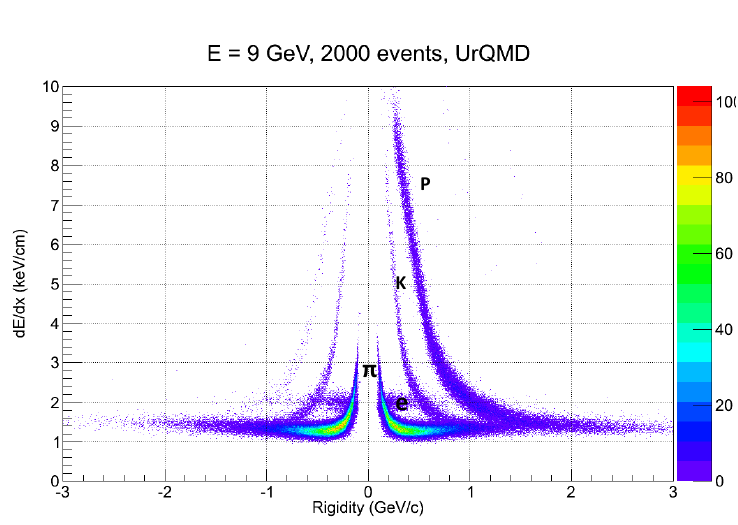 E = 9 GeV, 2000 events, UrQMD
10
9
8
7
6
5
4
3
2
1
0
dE/dx (keV/cm)
P
K
π
e
-3 -2 -1 0 1 2 3
Rigidity (GeV/c)
100
80
60
40
20
0